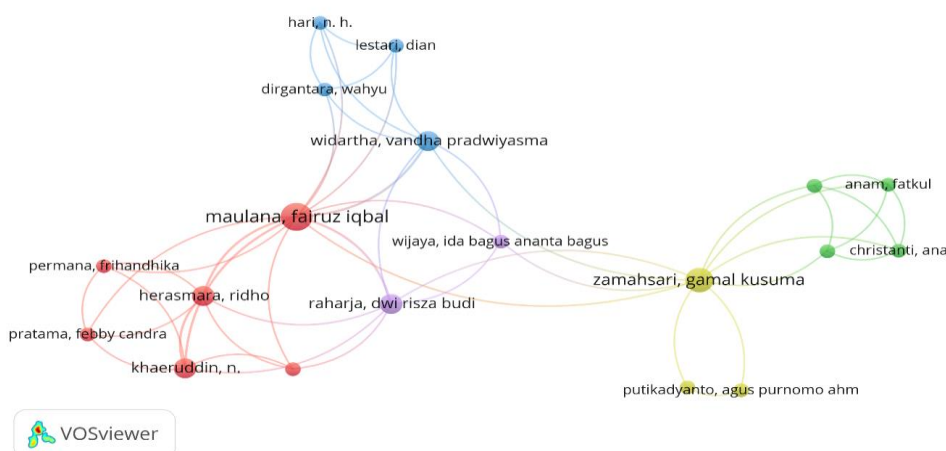 hari, n. h.
lestari, dian
dirgantara, wahyu
widartha, vandha pradwiyasma
anam, fatkul
maulana, fairuz iqbal
wijaya, ida bagus ananta bagus
christanti, ana
permana, frihandhika
zamahsari, gamal kusuma
herasmara, ridho
raharja, dwi risza budi
pratama, febby candra
khaeruddin, n.
putikadyanto, agus purnomo ahm
VOSviewer